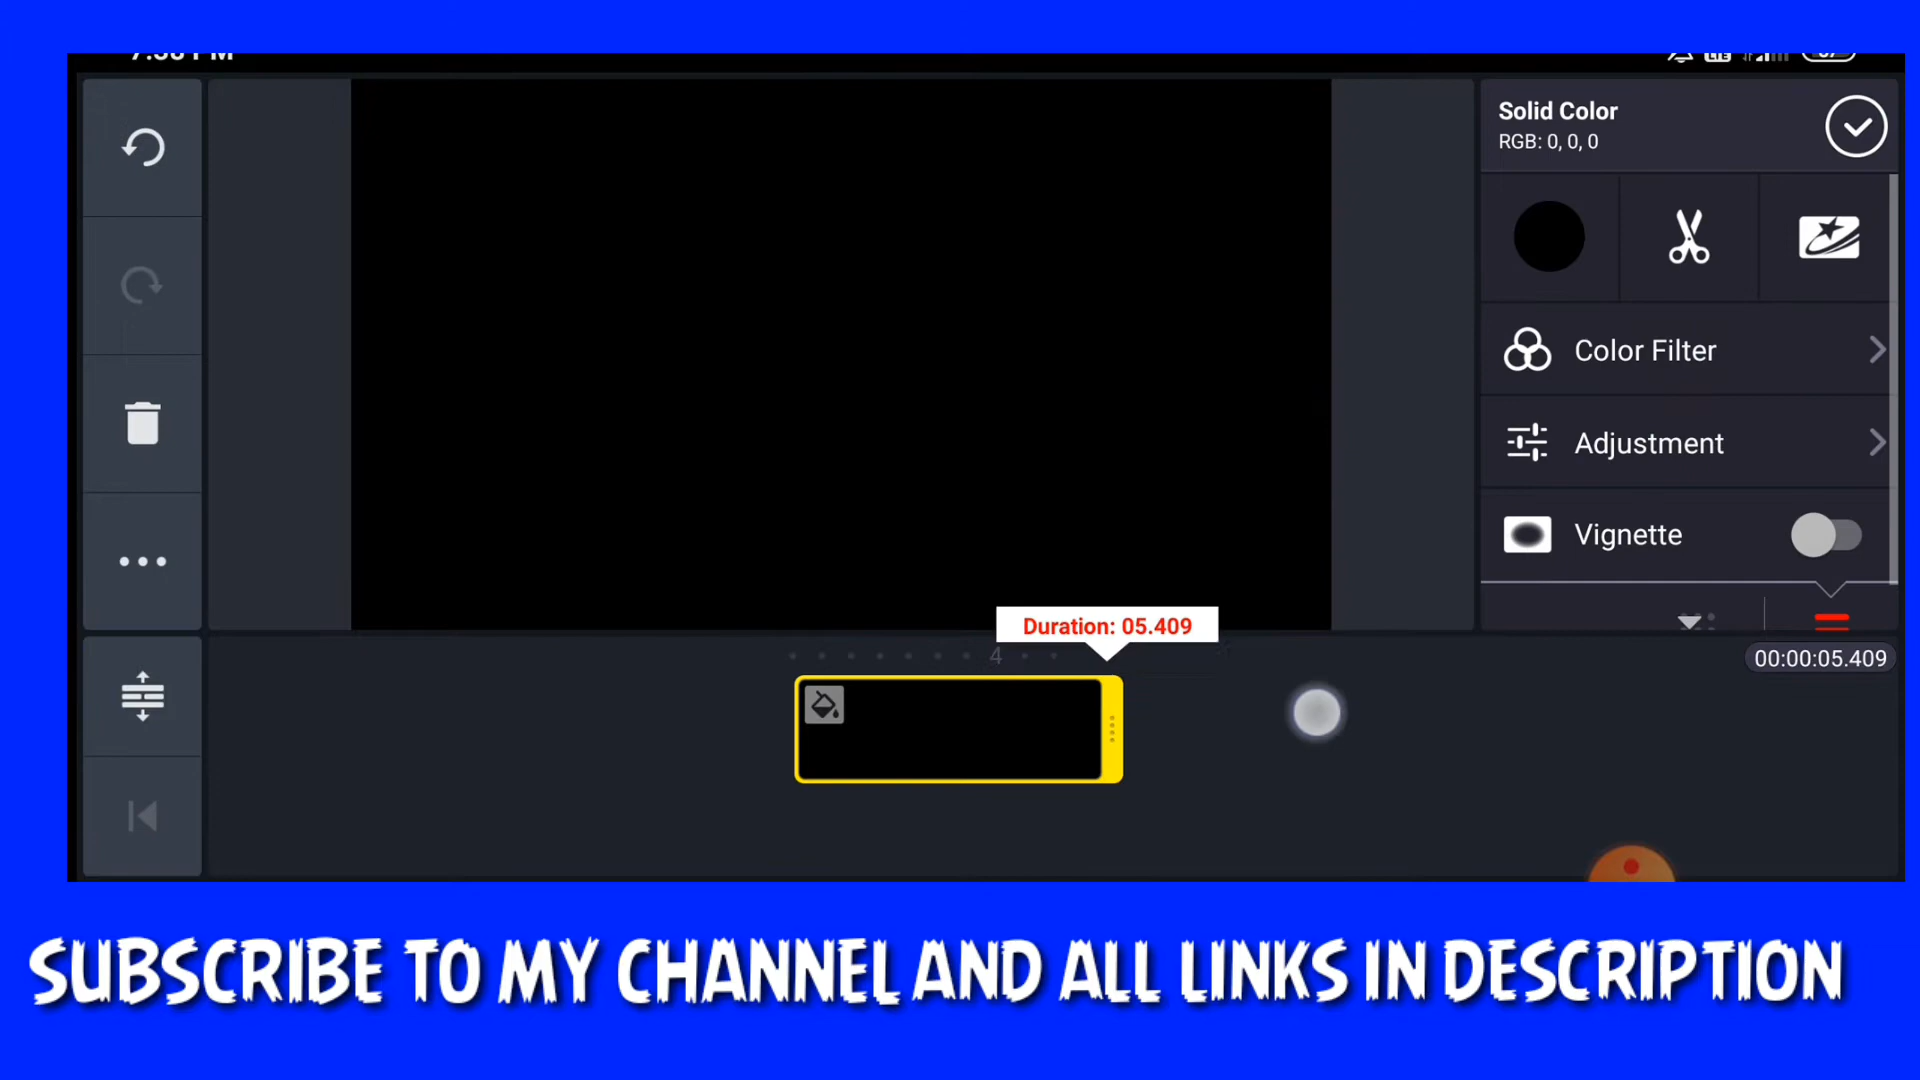 Solid Color
RGB: 0, 0, 0
Color Filter
Adjustment
Vignette
Duration: 05.409
4
00:00:05.409
SUBSCRIBE TO MY CHANNEL AND ALL LINKS IN DESCRIPTION